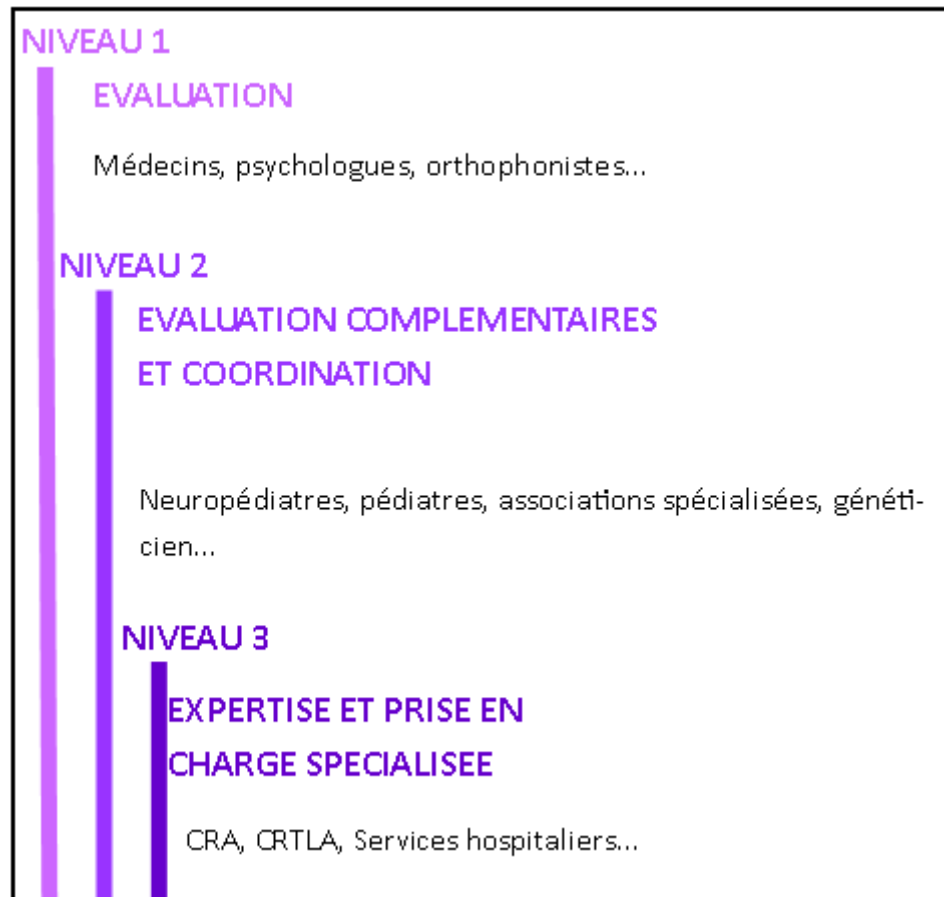 NIVEAU 1
EVALUATION
Médecins, psychologues, orthophonistes...
NIVEAU 2
EVALUATION COMPLEMENTAIRES
ET COORDINATION
Neuropédiatres, pédiatres, associations spécialisées, généti-
cien...
NIVEAU 3
EXPERTISE ET PRISE EN
CHARGE SPECIALISEE
CRA, CRTLA, Services hospitaliers...